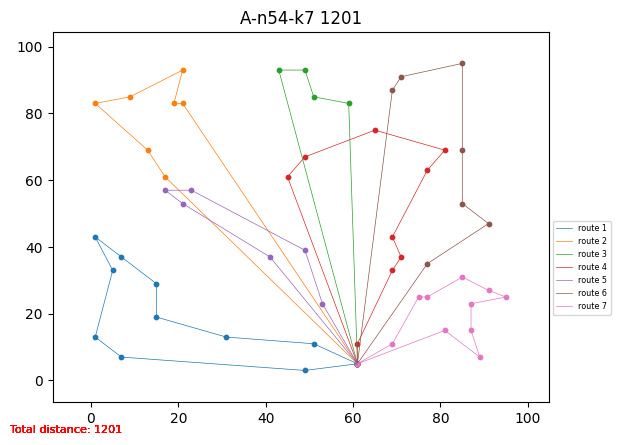 A-n54-k7 1201
100
80
60
40
20
0
0 20 40 60 80 100
route 1
route 2
route 3
route 4
route 5
route 6
route 7
Total distance: 1201